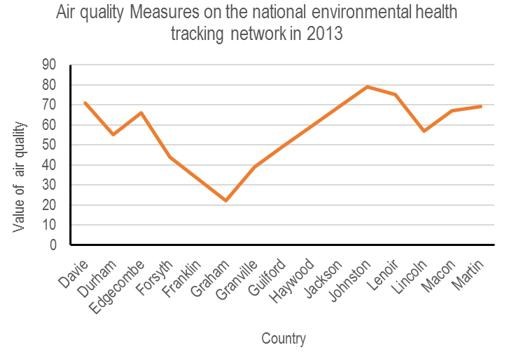 Air quality Measures on the national environmental health
tracking network in 2013
90
80
70
60
50
40
30
20
10
0
Value of air quality
Davie
Durham
Edgecombe
Forsyth
Franklin
Graham
Granville
Guilford
Haywood
Jackson
Johnston
Lenoir
Lincoln
Macon
Martin
Country